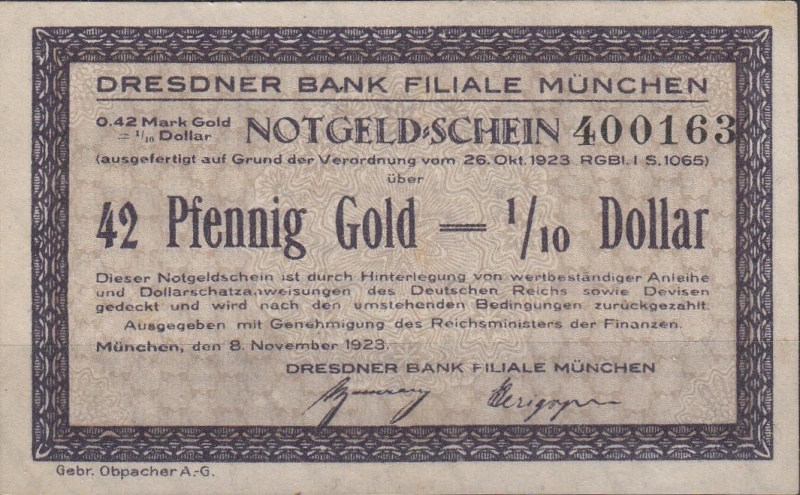 DRESDNER BANK FILIALE MÜNCHEN
0.42 Mark Gold
= 1/10 Dollar
NOTGELD-SCHEIN 400163
(ausgefertigt auf Grund der Verordnung vom 26. Okt. 1923 RGBl. I S. 1065)
über
42 Pfennig Gold = 1/10 Dollar
Dieser Notgeldschein ist durch Hinterlegung von wertbeständiger Anleihe
und Dollarschatzanweisungen des Deutschen Reichs sowie Devisen
gedeckt und wird nach den umstehenden Bedingungen zurückgezahlt.
Ausgegeben mit Genehmigung des Reichsministers der Finanzen.
München, den 8. November 1923.
DRESDNER BANK FILIALE MÜNCHEN
Gebr. Obpacher A.-G.